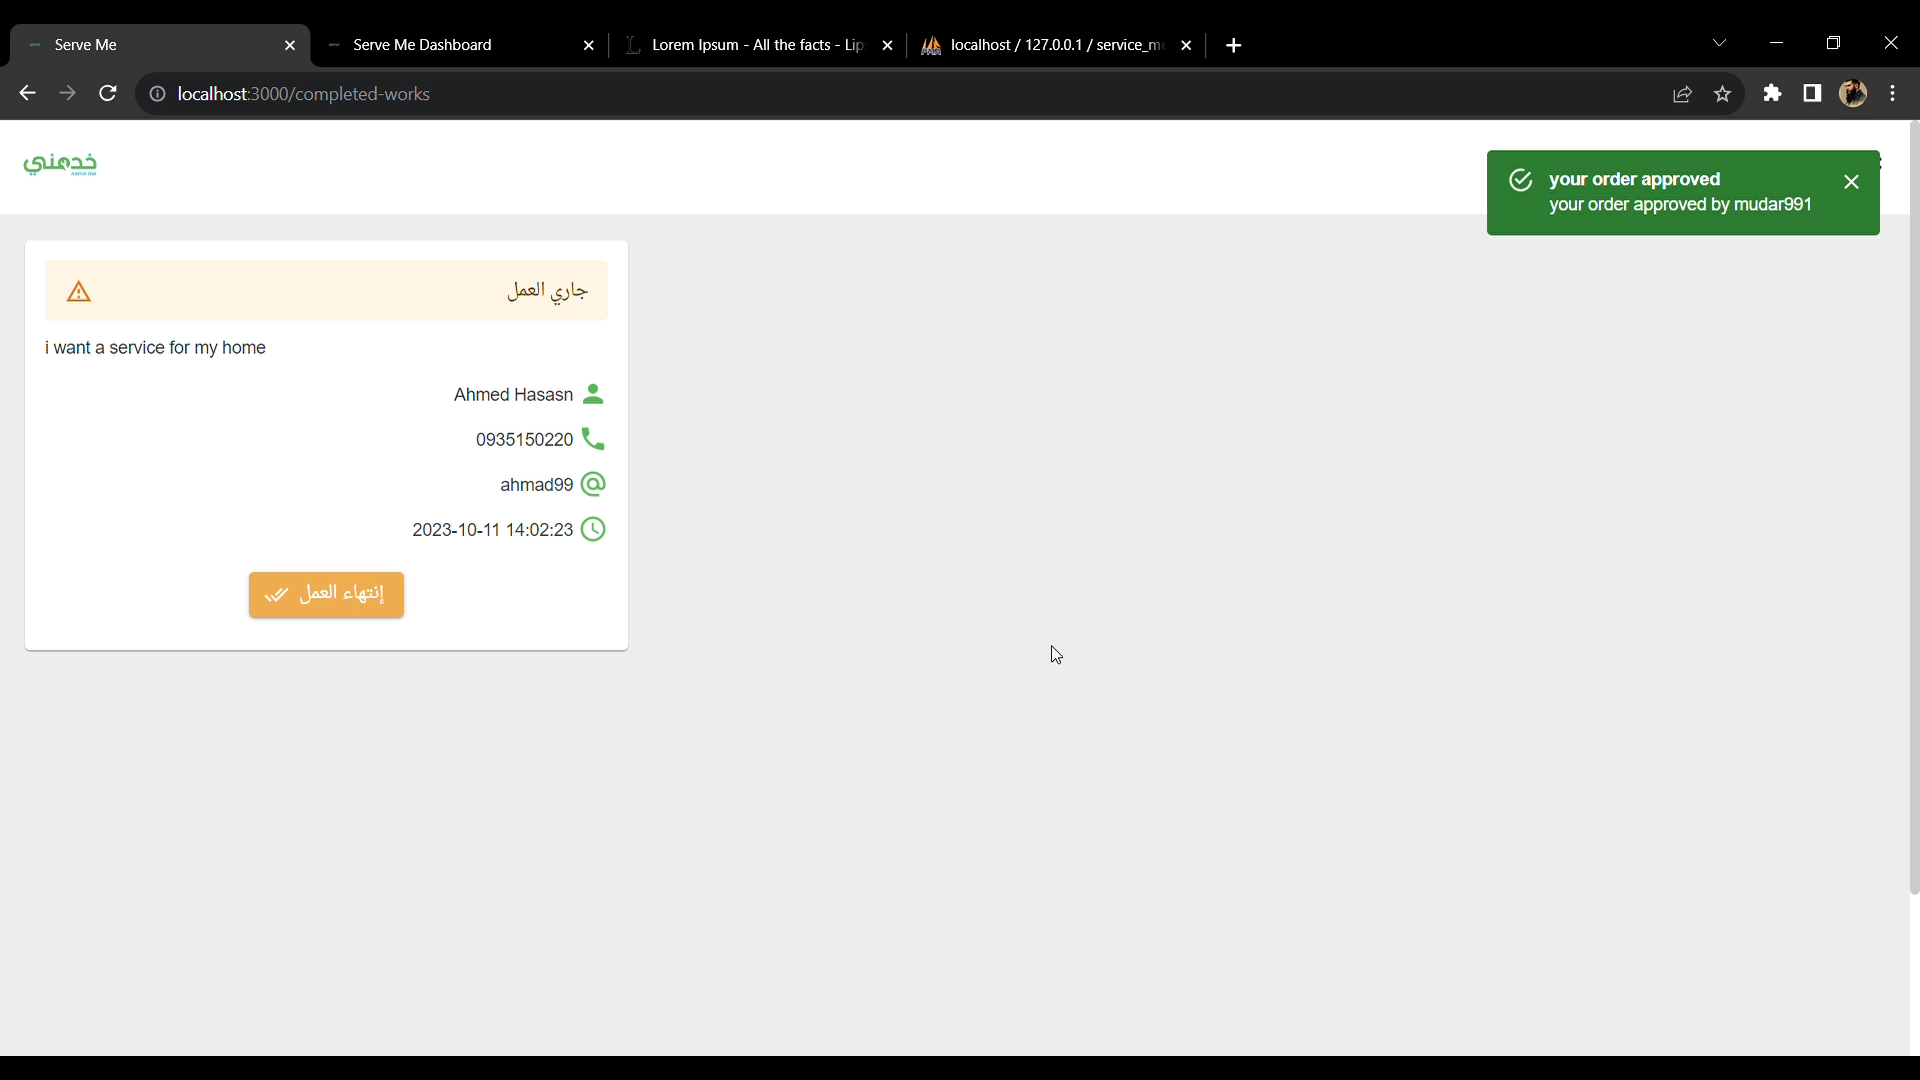 Serve Me
Serve Me Dashboard
Lorem Ipsum - All the facts - Lip
localhost / 127.0.0.1 / service_m
localhost:3000/completed-works
خدمني
serve me
your order approved
your order approved by mudar991
جاري العمل
i want a service for my home
Ahmed Hasasn
0935150220
ahmad99
2023-10-11 14:02:23
إنتهاء العمل